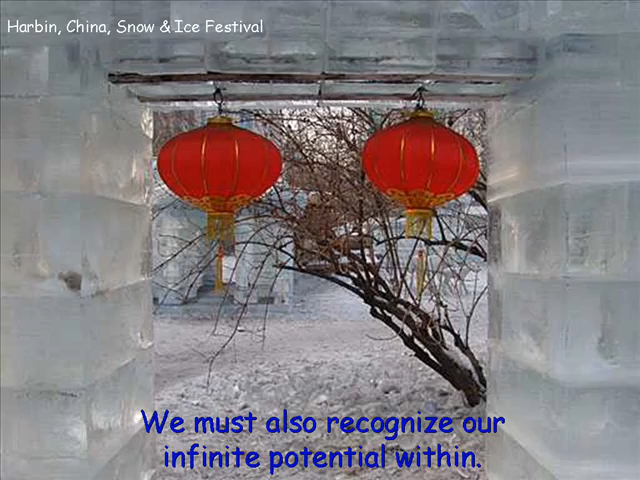 Harbin, China, Snow & Ice Festival
We must also recognize our
infinite potential within.